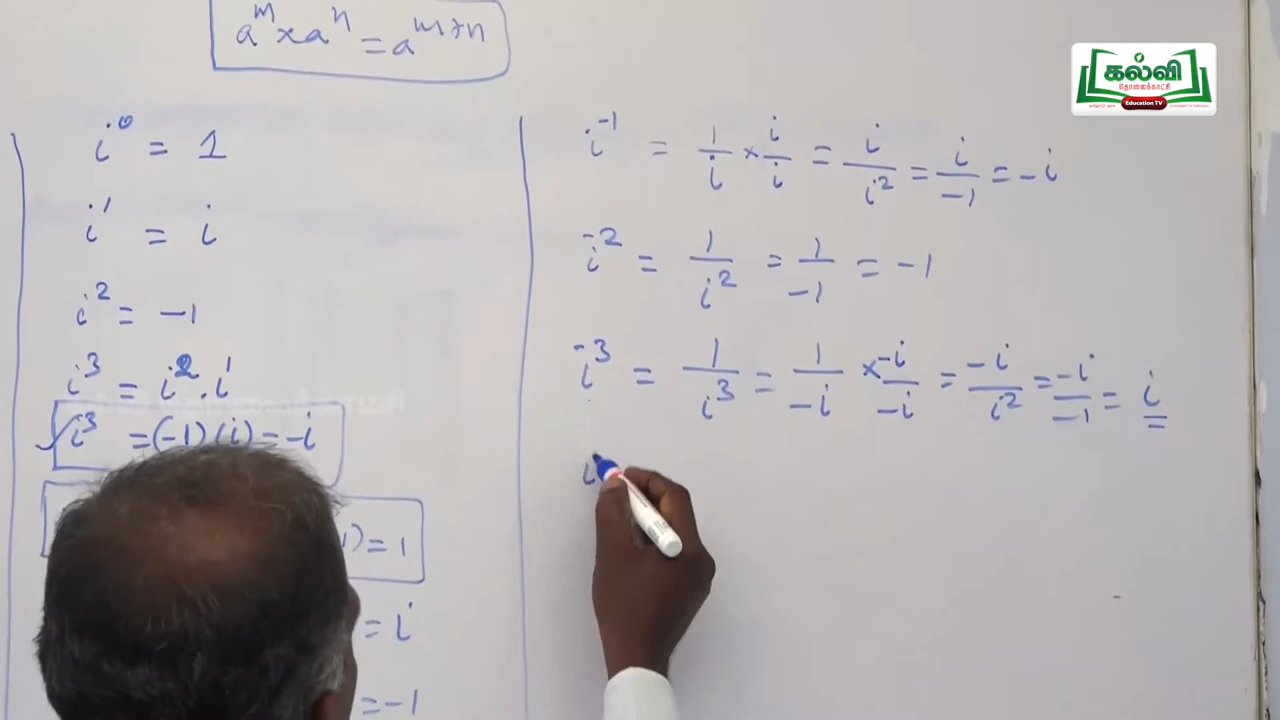 a^m x a^n = a^m+n
கல்வி
தொலைக்காட்சி
Education TV
i^0 = 1
i^1 = i
i^2 = -1
i^3 = i^2 . i^1
i^3 = (-1) (i) = -i
1) = 1
= i
= -1
i^-1 = 1/i x i/i = i/i^2 = i/-1 = -i
i^-2 = 1/i^2 = 1/-1 = -1
i^-3 = 1/i^3 = 1/-i x -i/-i = -i/i^2 = -i/-1 = i
i